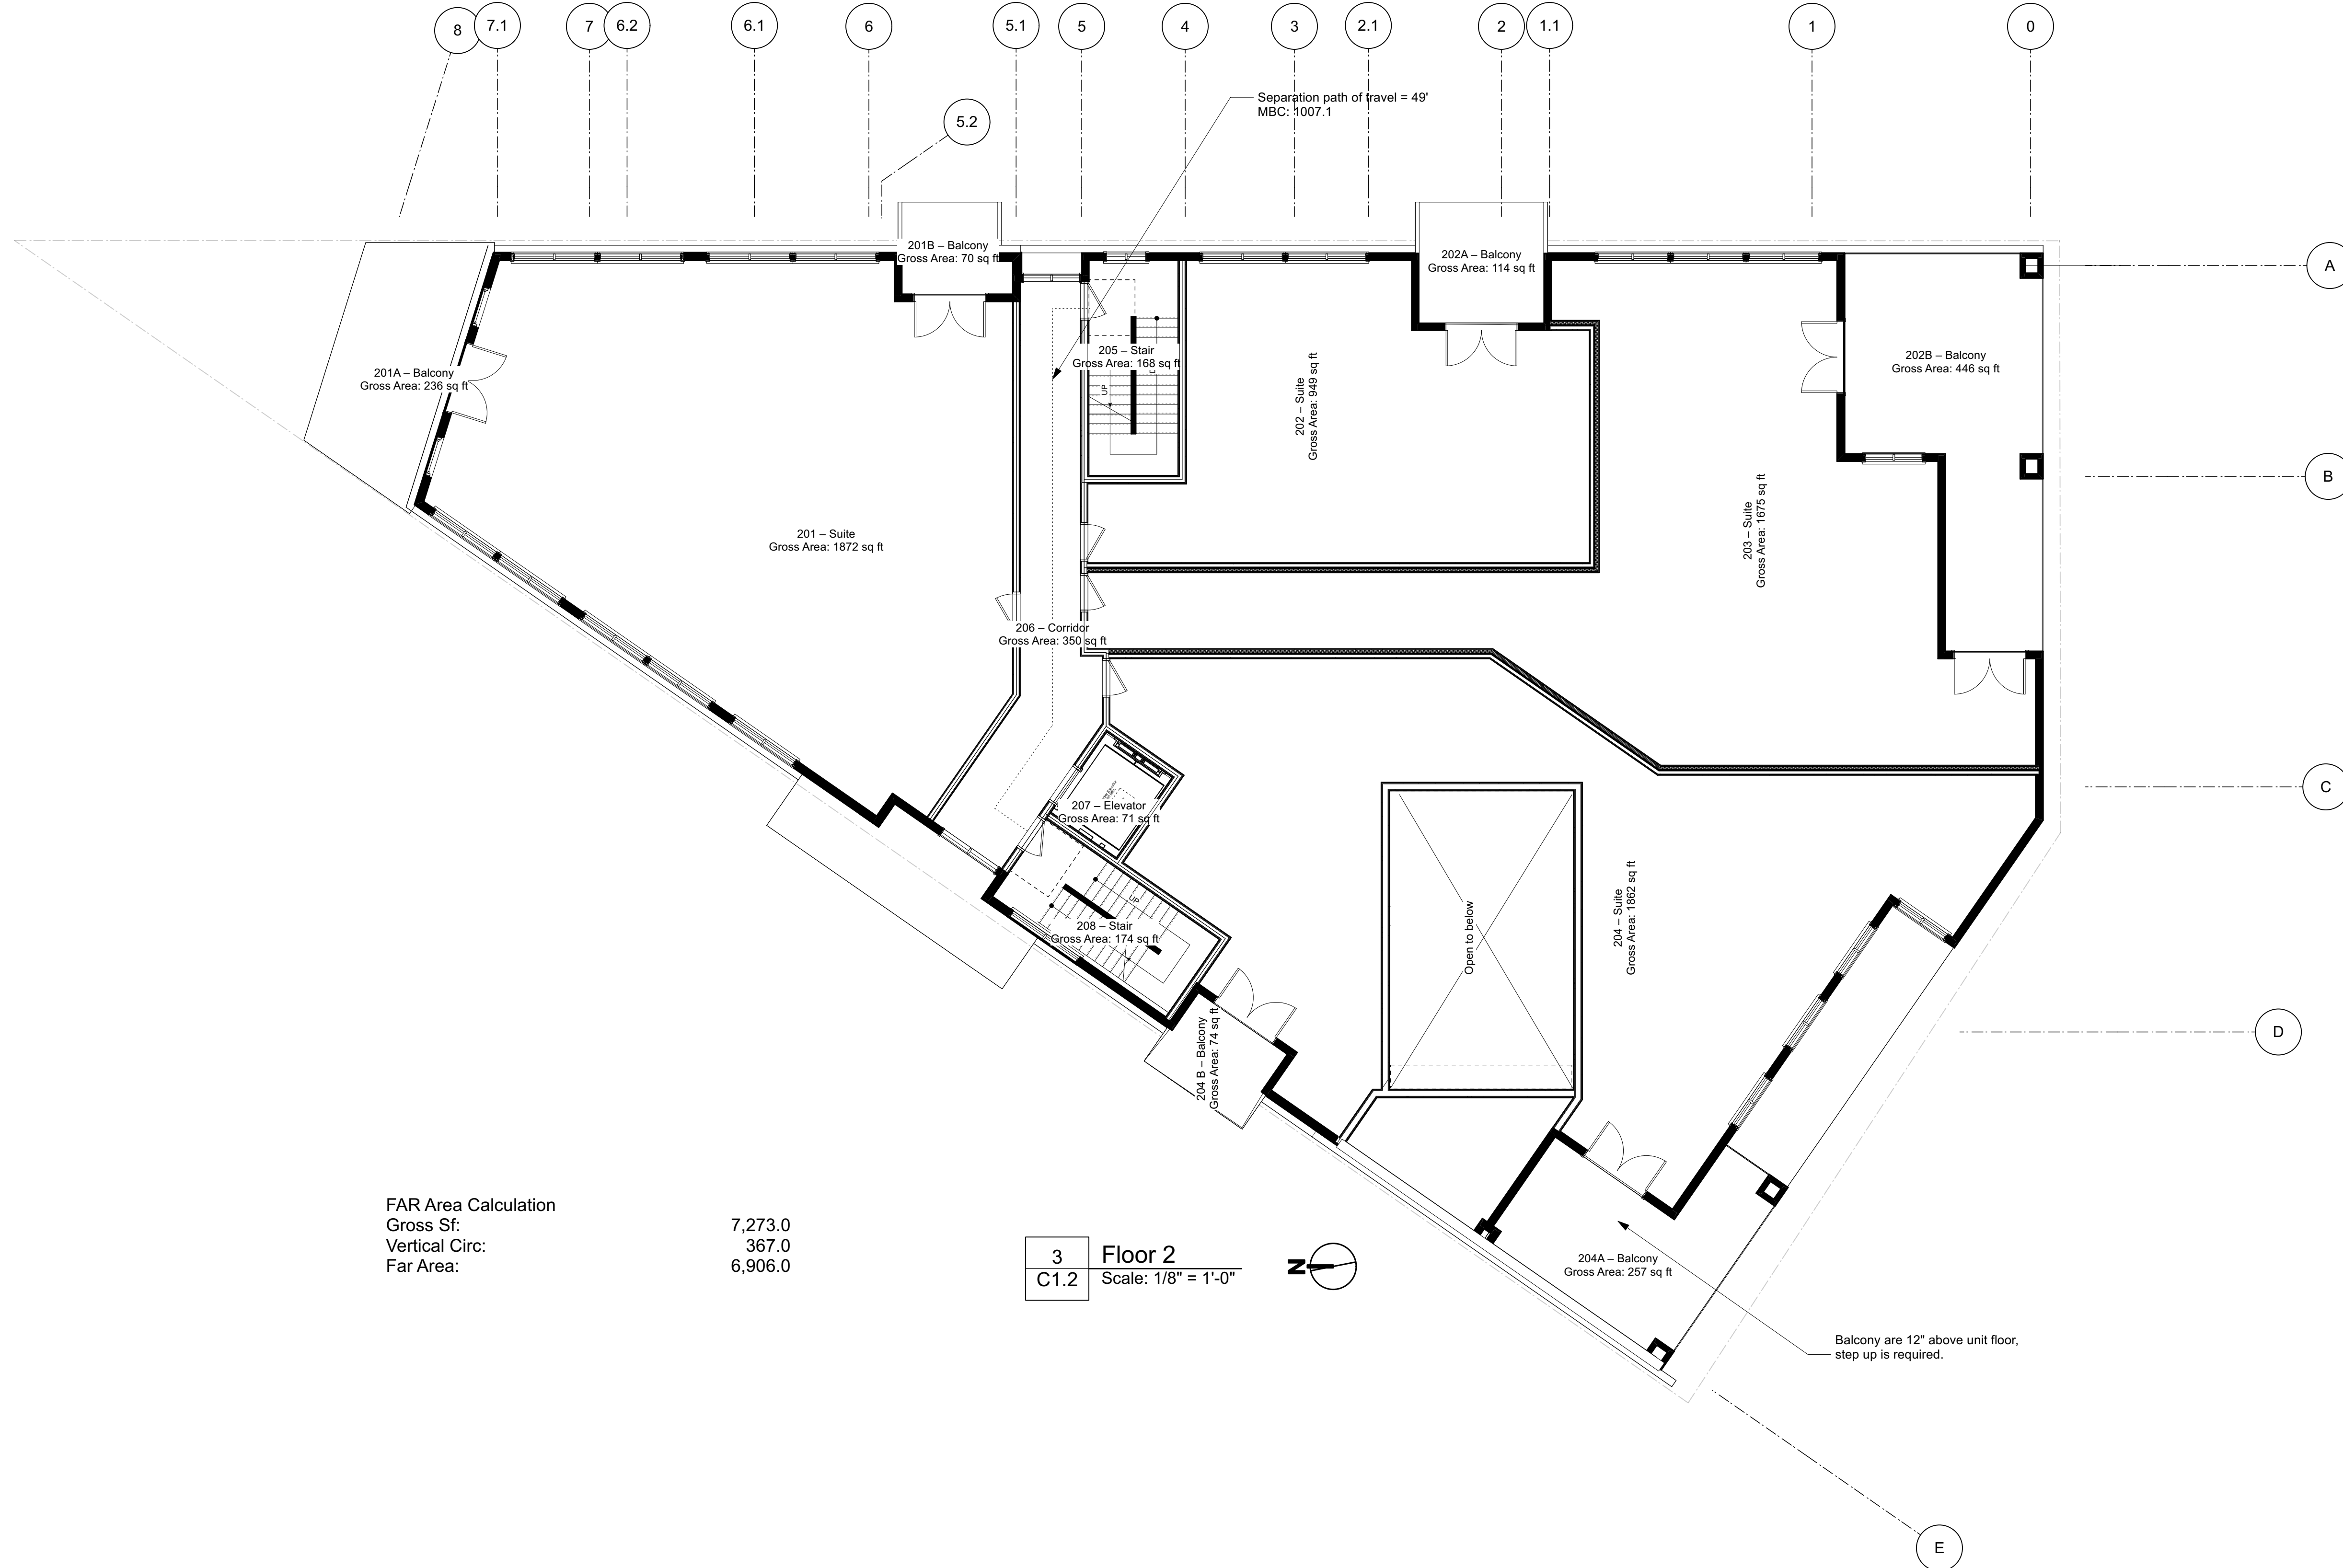 8
7.1
7
6.2
6.1
6
5.1
5
4
3
2.1
2
1.1
1
0
5.2
Separation path of travel = 49'
MBC: 1007.1
A
B
C
D
E
201B – Balcony
Gross Area: 70 sq ft
202A – Balcony
Gross Area: 114 sq ft
201A – Balcony
Gross Area: 236 sq ft
205 – Stair
Gross Area: 168 sq ft
UP
202 – Suite
Gross Area: 949 sq ft
202B – Balcony
Gross Area: 446 sq ft
201 – Suite
Gross Area: 1872 sq ft
203 – Suite
Gross Area: 1675 sq ft
206 – Corridor
Gross Area: 350 sq ft
207 – Elevator
Gross Area: 71 sq ft
UP
208 – Stair
Gross Area: 174 sq ft
Open to below
204 – Suite
Gross Area: 1862 sq ft
204 B – Balcony
Gross Area: 74 sq ft
204A – Balcony
Gross Area: 257 sq ft
Balcony are 12" above unit floor,
step up is required.
FAR Area Calculation
Gross Sf: 7,273.0
Vertical Circ: 367.0
Far Area: 6,906.0
3
C1.2
Floor 2
Scale: 1/8" = 1'-0"
N